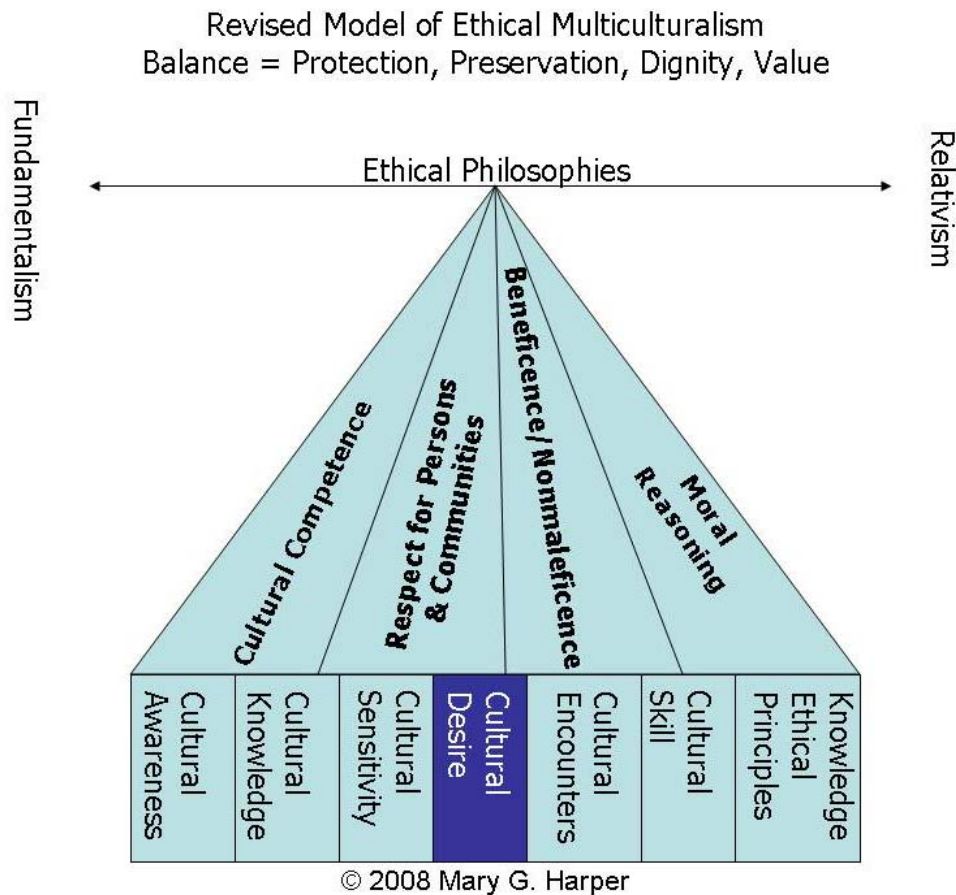 Revised Model of Ethical Multiculturalism
Balance = Protection, Preservation, Dignity, Value
Fundamentalism
Ethical Philosophies
Relativism
Cultural Competence
Respect for Persons
& Communities
Beneficence/Nonmaleficence
Moral
Reasoning
Cultural
Awareness
Cultural
Knowledge
Cultural
Sensitivity
Cultural
Desire
Cultural
Encounters
Cultural
Skill
Knowledge
Ethical
Principles
© 2008 Mary G. Harper